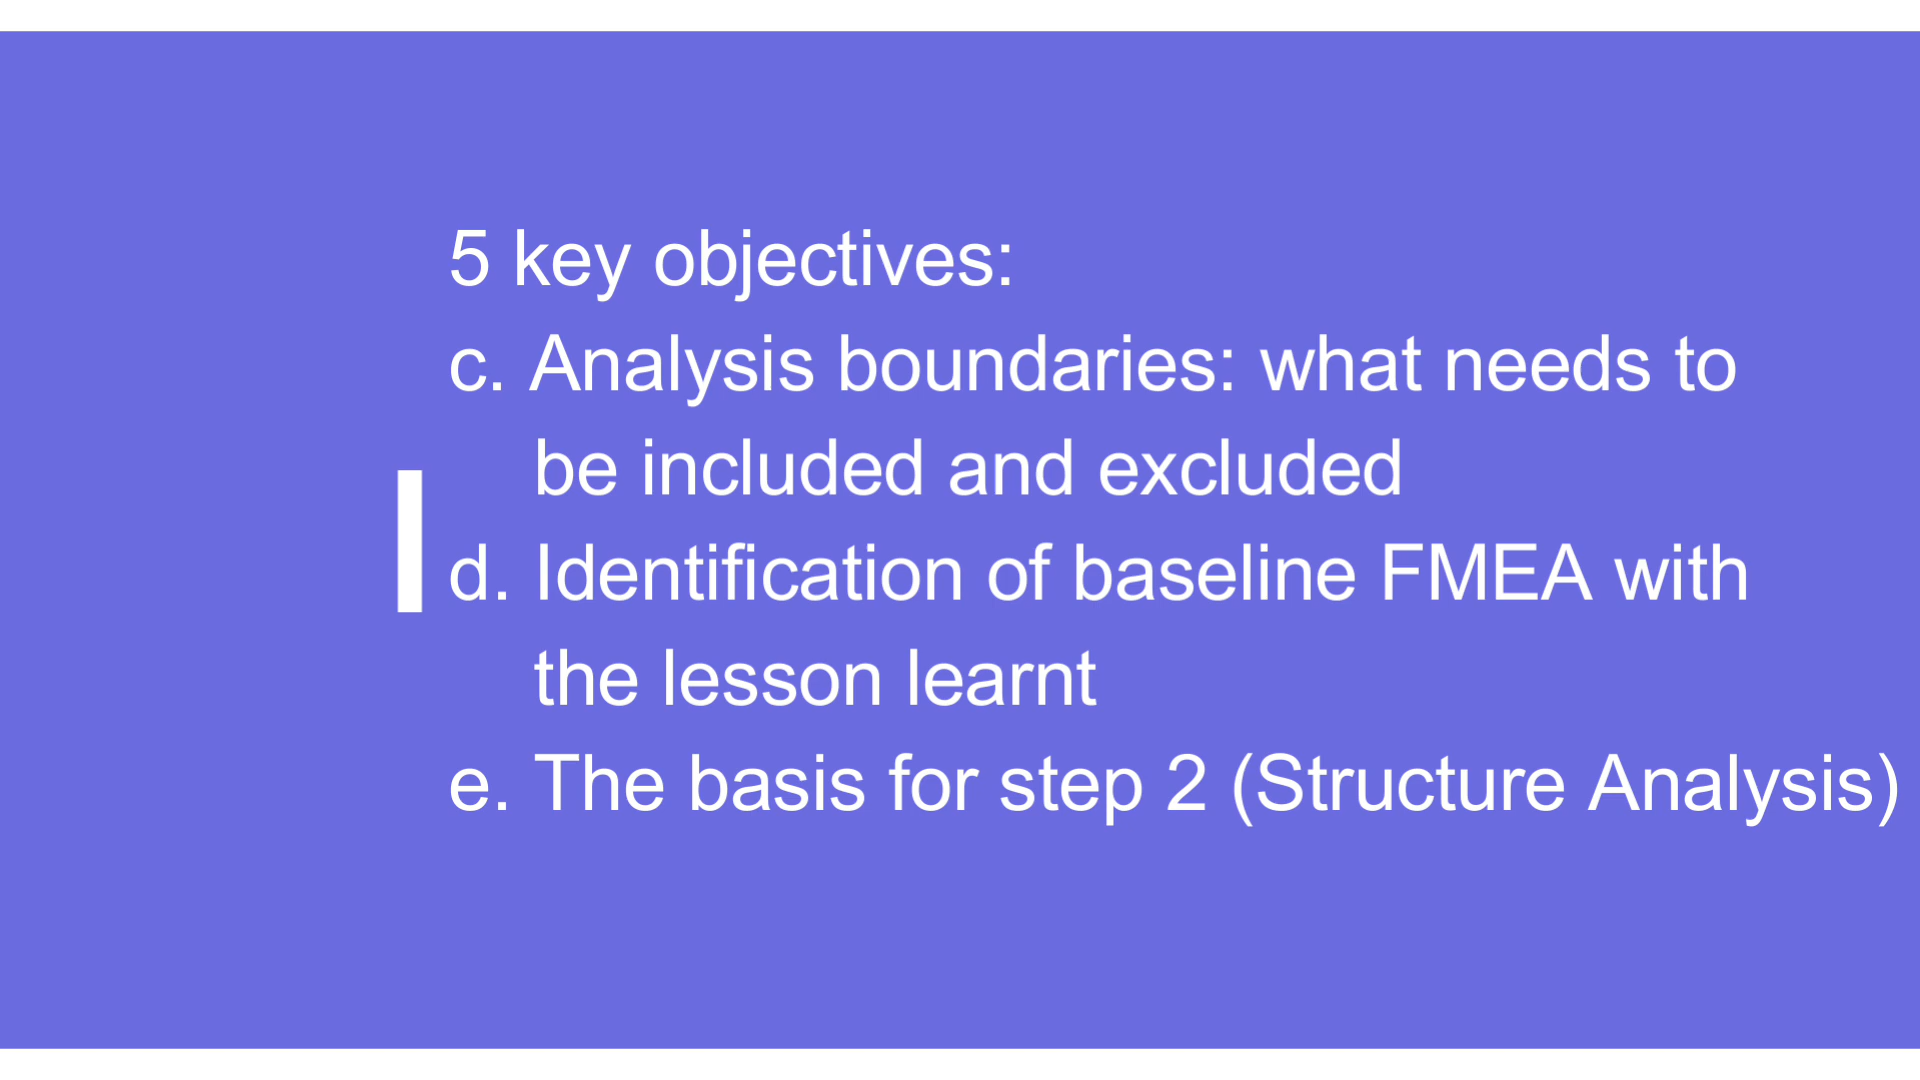 5 key objectives:
c. Analysis boundaries: what needs to
be included and excluded
d. Identification of baseline FMEA with
the lesson learnt
e. The basis for step 2 (Structure Analysis)